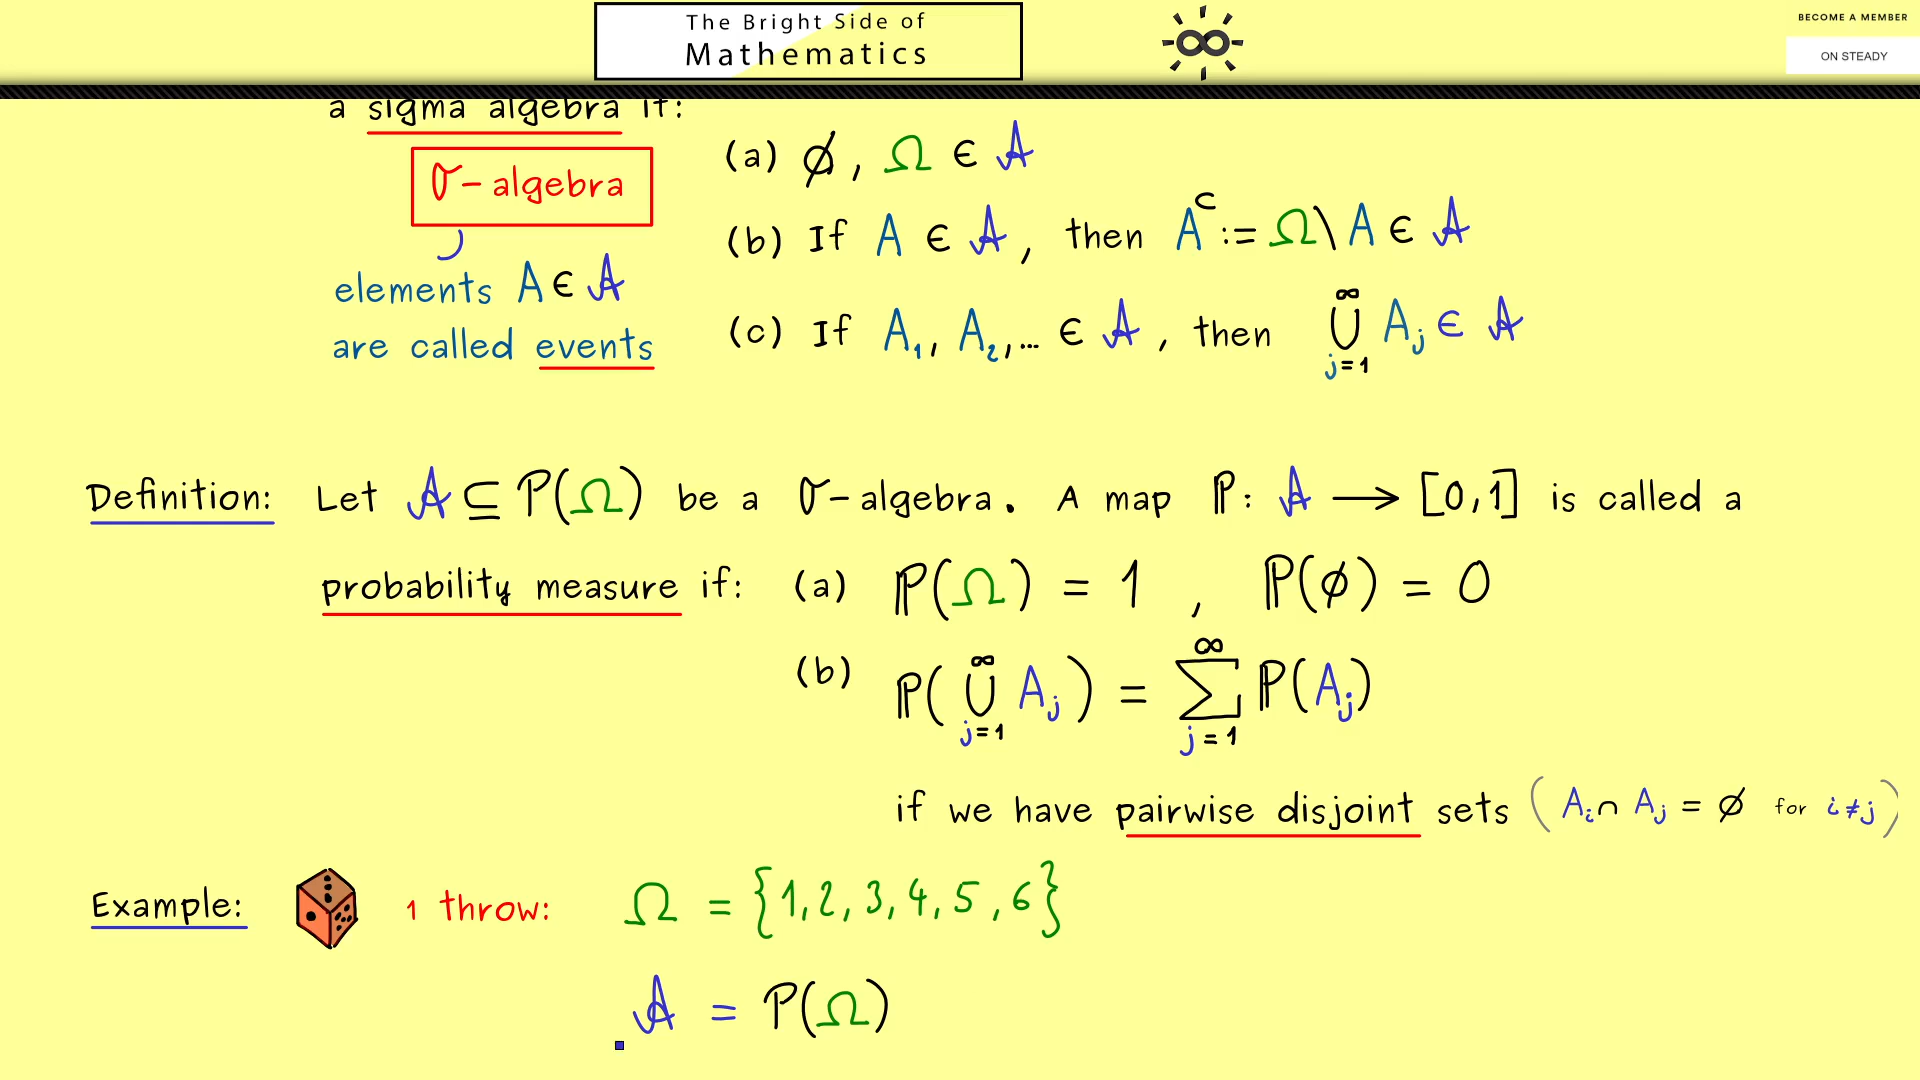 The Bright Side of
Mathematics
BECOME A MEMBER
ON STEADY
a sigma algebra if:
σ-algebra
elements A ∈ 𝒜
are called events
(a) ∅, Ω ∈ 𝒜
(b) If A ∈ 𝒜, then Aᶜ := Ω\A ∈ 𝒜
(c) If A₁, A₂,... ∈ 𝒜, then ⋃_{j=1}^{∞} A_j ∈ 𝒜
Definition: Let 𝒜 ⊆ P(Ω) be a σ-algebra. A map ℙ: 𝒜 → [0,1] is called a
probability measure if: (a) ℙ(Ω) = 1 , ℙ(∅) = 0
(b) ℙ(⋃_{j=1}^{∞} A_j) = ∑_{j=1}^{∞} ℙ(A_j)
if we have pairwise disjoint sets (A_i ∩ A_j = ∅ for i≠j)
Example: 1 throw: Ω = {1, 2, 3, 4, 5, 6}
𝒜 = P(Ω)